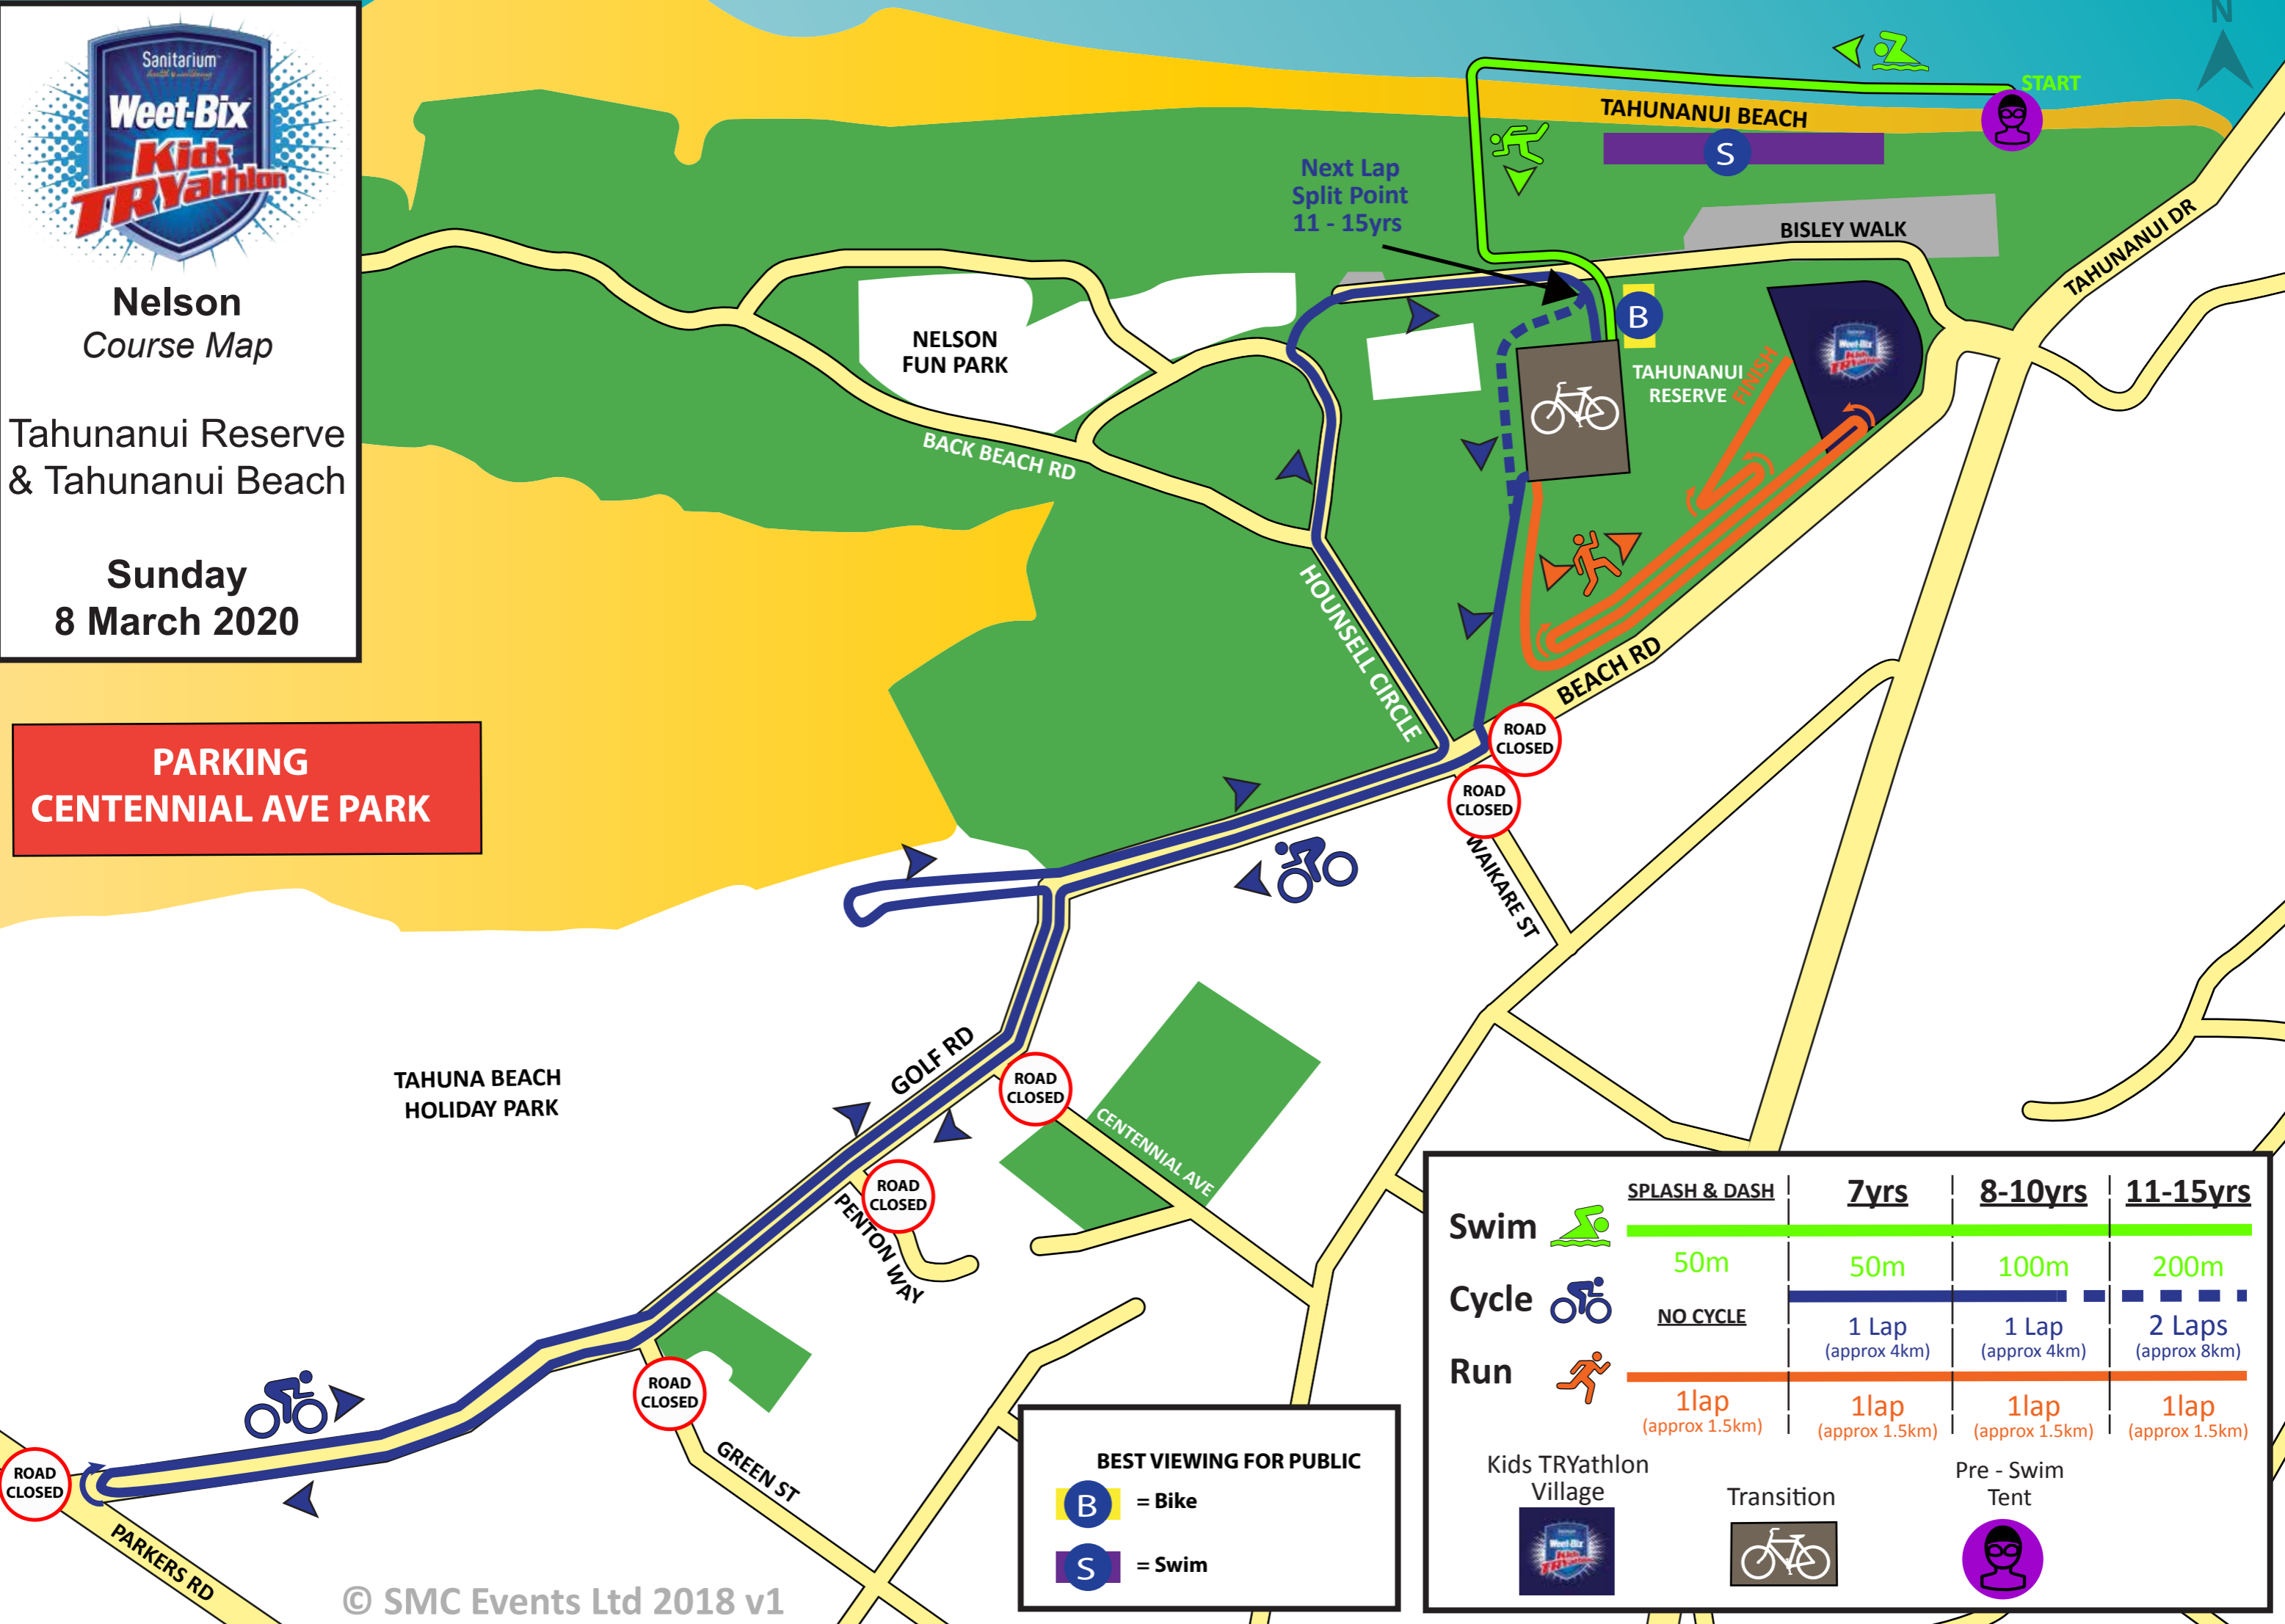 Sanitarium
health & wellbeing
Weet-Bix
Kids
TRYathlon
Nelson
Course Map
Tahunanui Reserve
& Tahunanui Beach
Sunday
8 March 2020
PARKING
CENTENNIAL AVE PARK
N
START
TAHUNANUI BEACH
S
Next Lap
Split Point
11 - 15yrs
BISLEY WALK
TAHUNANUI DR
NELSON
FUN PARK
B
TAHUNANUI
RESERVE
FINISH
Weet-Bix
BACK BEACH RD
HOUNSELL CIRCLE
BEACH RD
ROAD
CLOSED
ROAD
CLOSED
WAIKARE ST
GOLF RD
TAHUNA BEACH
HOLIDAY PARK
ROAD
CLOSED
CENTENNIAL AVE
ROAD
CLOSED
PENTON WAY
ROAD
CLOSED
GREEN ST
ROAD
CLOSED
PARKERS RD
© SMC Events Ltd 2018 v1
BEST VIEWING FOR PUBLIC
B = Bike
S = Swim
SPLASH & DASH 7yrs 8-10yrs 11-15yrs
Swim
50m 50m 100m 200m
Cycle
NO CYCLE 1 Lap 1 Lap 2 Laps
(approx 4km) (approx 4km) (approx 8km)
Run
1lap 1lap 1lap 1lap
(approx 1.5km) (approx 1.5km) (approx 1.5km) (approx 1.5km)
Kids TRYathlon
Village
Transition
Pre - Swim
Tent
Weet-Bix